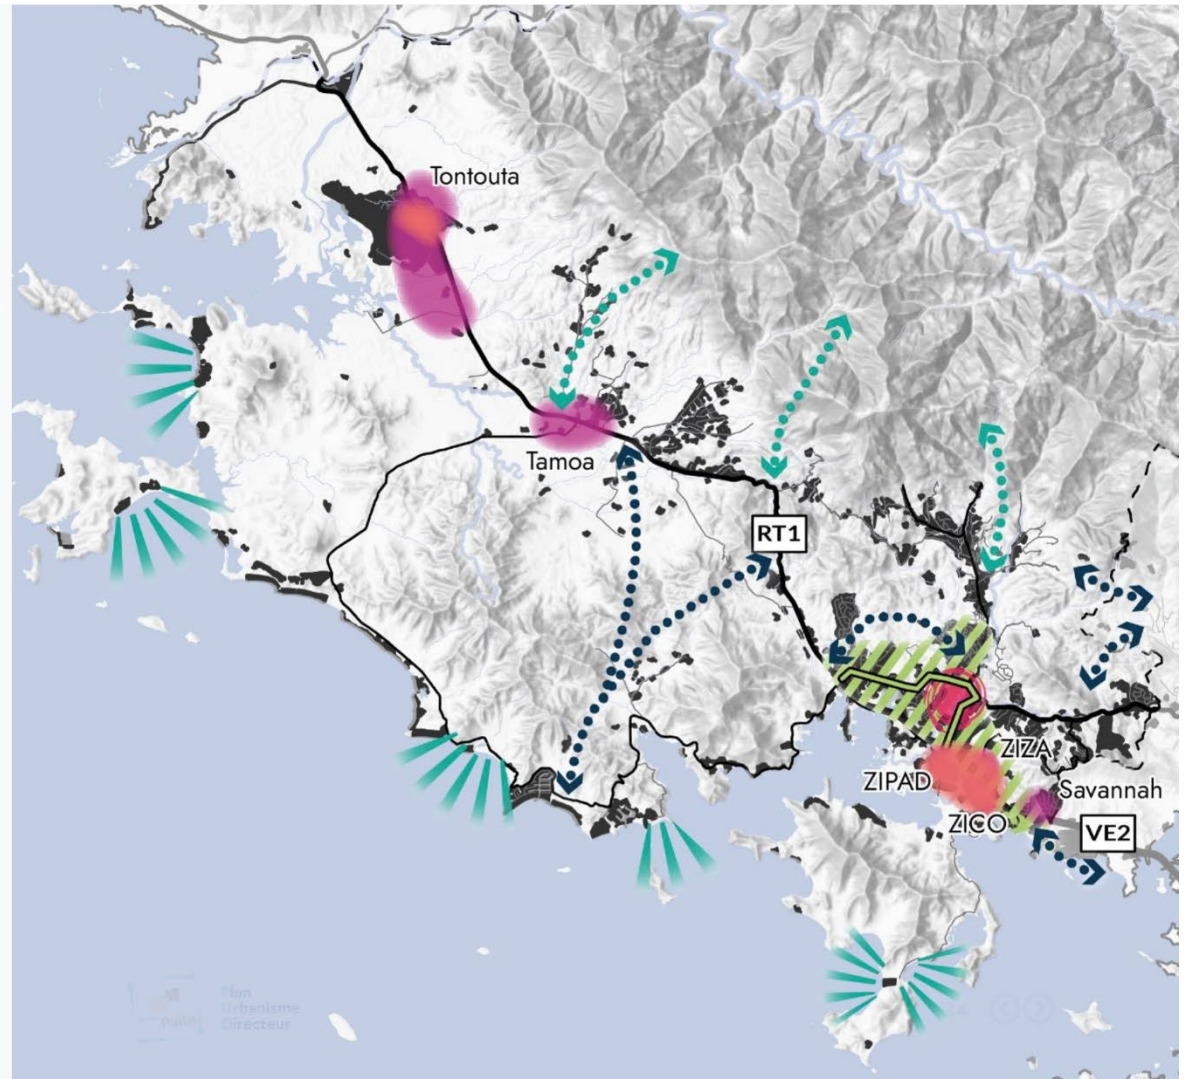 Tontouta
Tamoa
RT1
ZIZA
ZIPAD
Savannah
ZICO
VE2
Plan
Urbanisme
Directeur